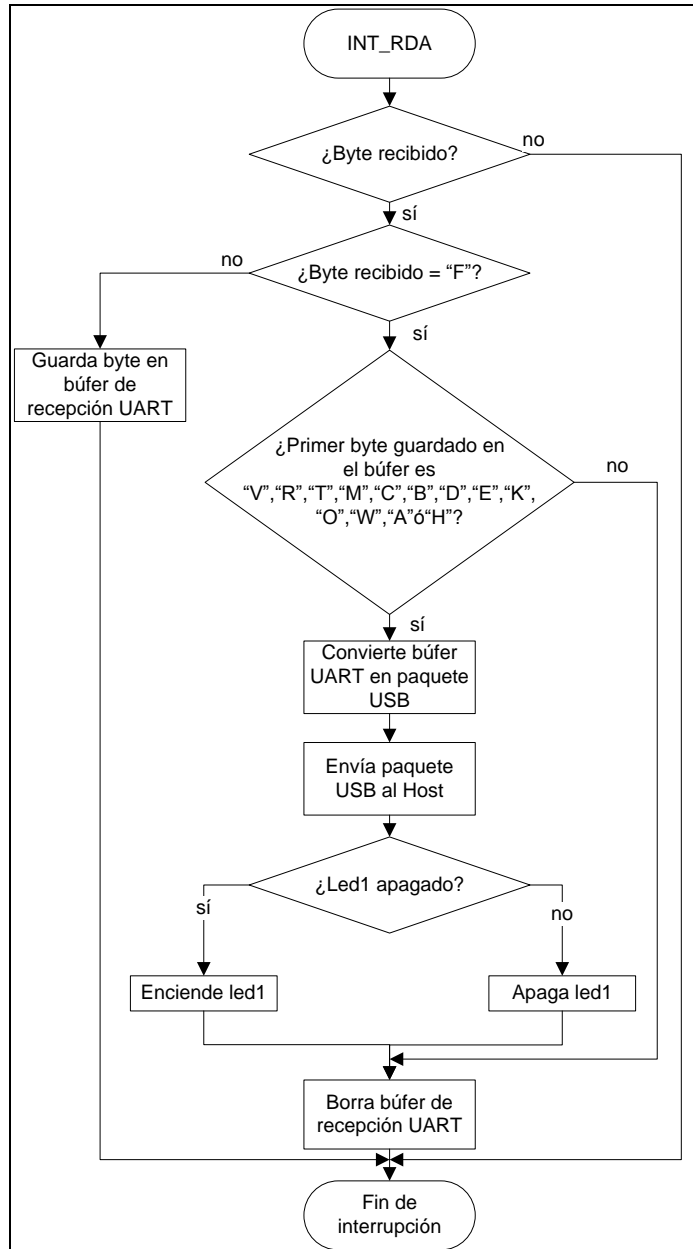 INT_RDA
¿Byte recibido?
no
sí
¿Byte recibido = “F”?
no
sí
Guarda byte en
búfer de
recepción UART
¿Primer byte guardado en
el búfer es
“V”,“R”,“T”,“M”,“C”,“B”,“D”,“E”,“K”,
“O”,“W”,“A”ó“H”?
no
sí
Convierte búfer
UART en paquete
USB
Envía paquete
USB al Host
¿Led1 apagado?
sí
no
Enciende led1
Apaga led1
Borra búfer de
recepción UART
Fin de
interrupción